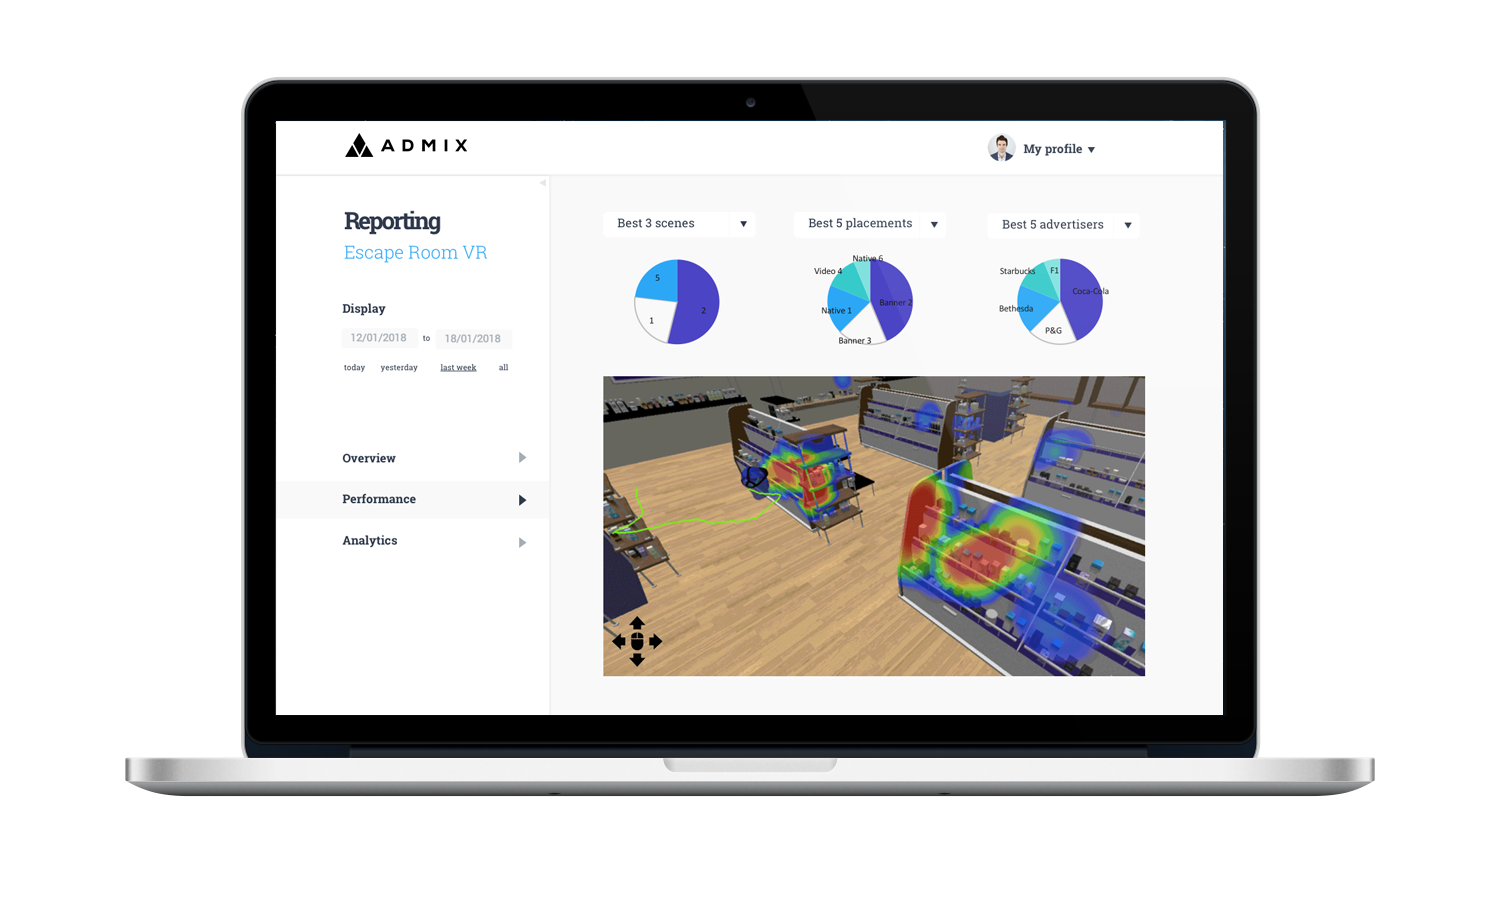 ADMIX
My profile
Reporting
Escape Room VR
Display
12/01/2018 to 18/01/2018
today yesterday last week all
Overview
Performance
Analytics
Best 3 scenes
5
2
1
Best 5 placements
Native 6
Video 4
Banner 2
Native 1
Banner 3
Best 5 advertisers
Starbucks
F1
Coca-Cola
Bethesda
P&G